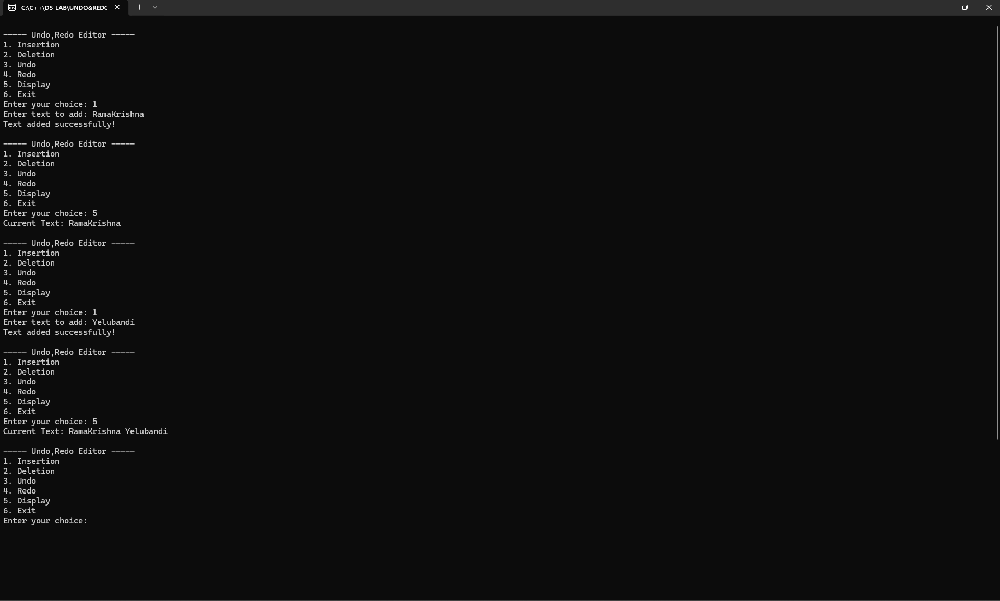 C:\C++\DS-LAB\UNDO&REDO
----- Undo,Redo Editor -----
1. Insertion
2. Deletion
3. Undo
4. Redo
5. Display
6. Exit
Enter your choice: 1
Enter text to add: RamaKrishna
Text added successfully!
----- Undo,Redo Editor -----
1. Insertion
2. Deletion
3. Undo
4. Redo
5. Display
6. Exit
Enter your choice: 5
Current Text: RamaKrishna
----- Undo,Redo Editor -----
1. Insertion
2. Deletion
3. Undo
4. Redo
5. Display
6. Exit
Enter your choice: 1
Enter text to add: Yelubandi
Text added successfully!
----- Undo,Redo Editor -----
1. Insertion
2. Deletion
3. Undo
4. Redo
5. Display
6. Exit
Enter your choice: 5
Current Text: RamaKrishna Yelubandi
----- Undo,Redo Editor -----
1. Insertion
2. Deletion
3. Undo
4. Redo
5. Display
6. Exit
Enter your choice: